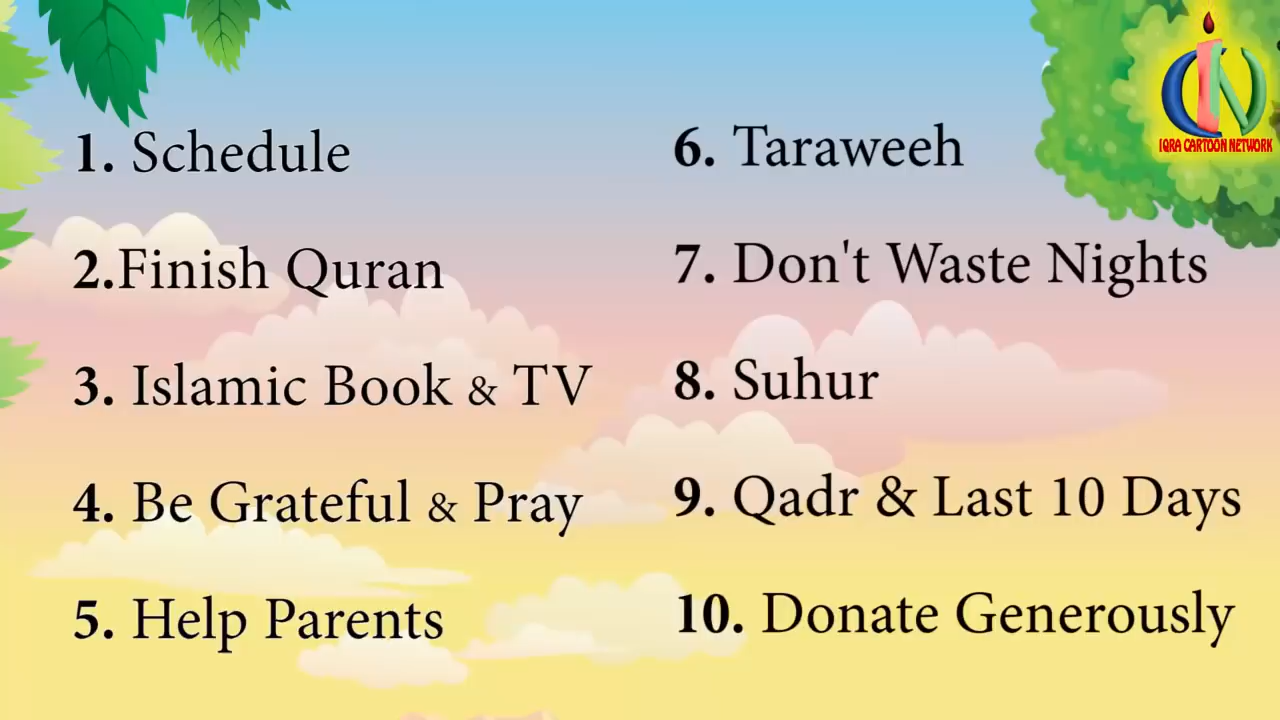 1. Schedule
2.Finish Quran
3. Islamic Book & TV
4. Be Grateful & Pray
5. Help Parents
6. Taraweeh
7. Don't Waste Nights
8. Suhur
9. Qadr & Last 10 Days
10. Donate Generously
IQRA CARTOON NETWORK